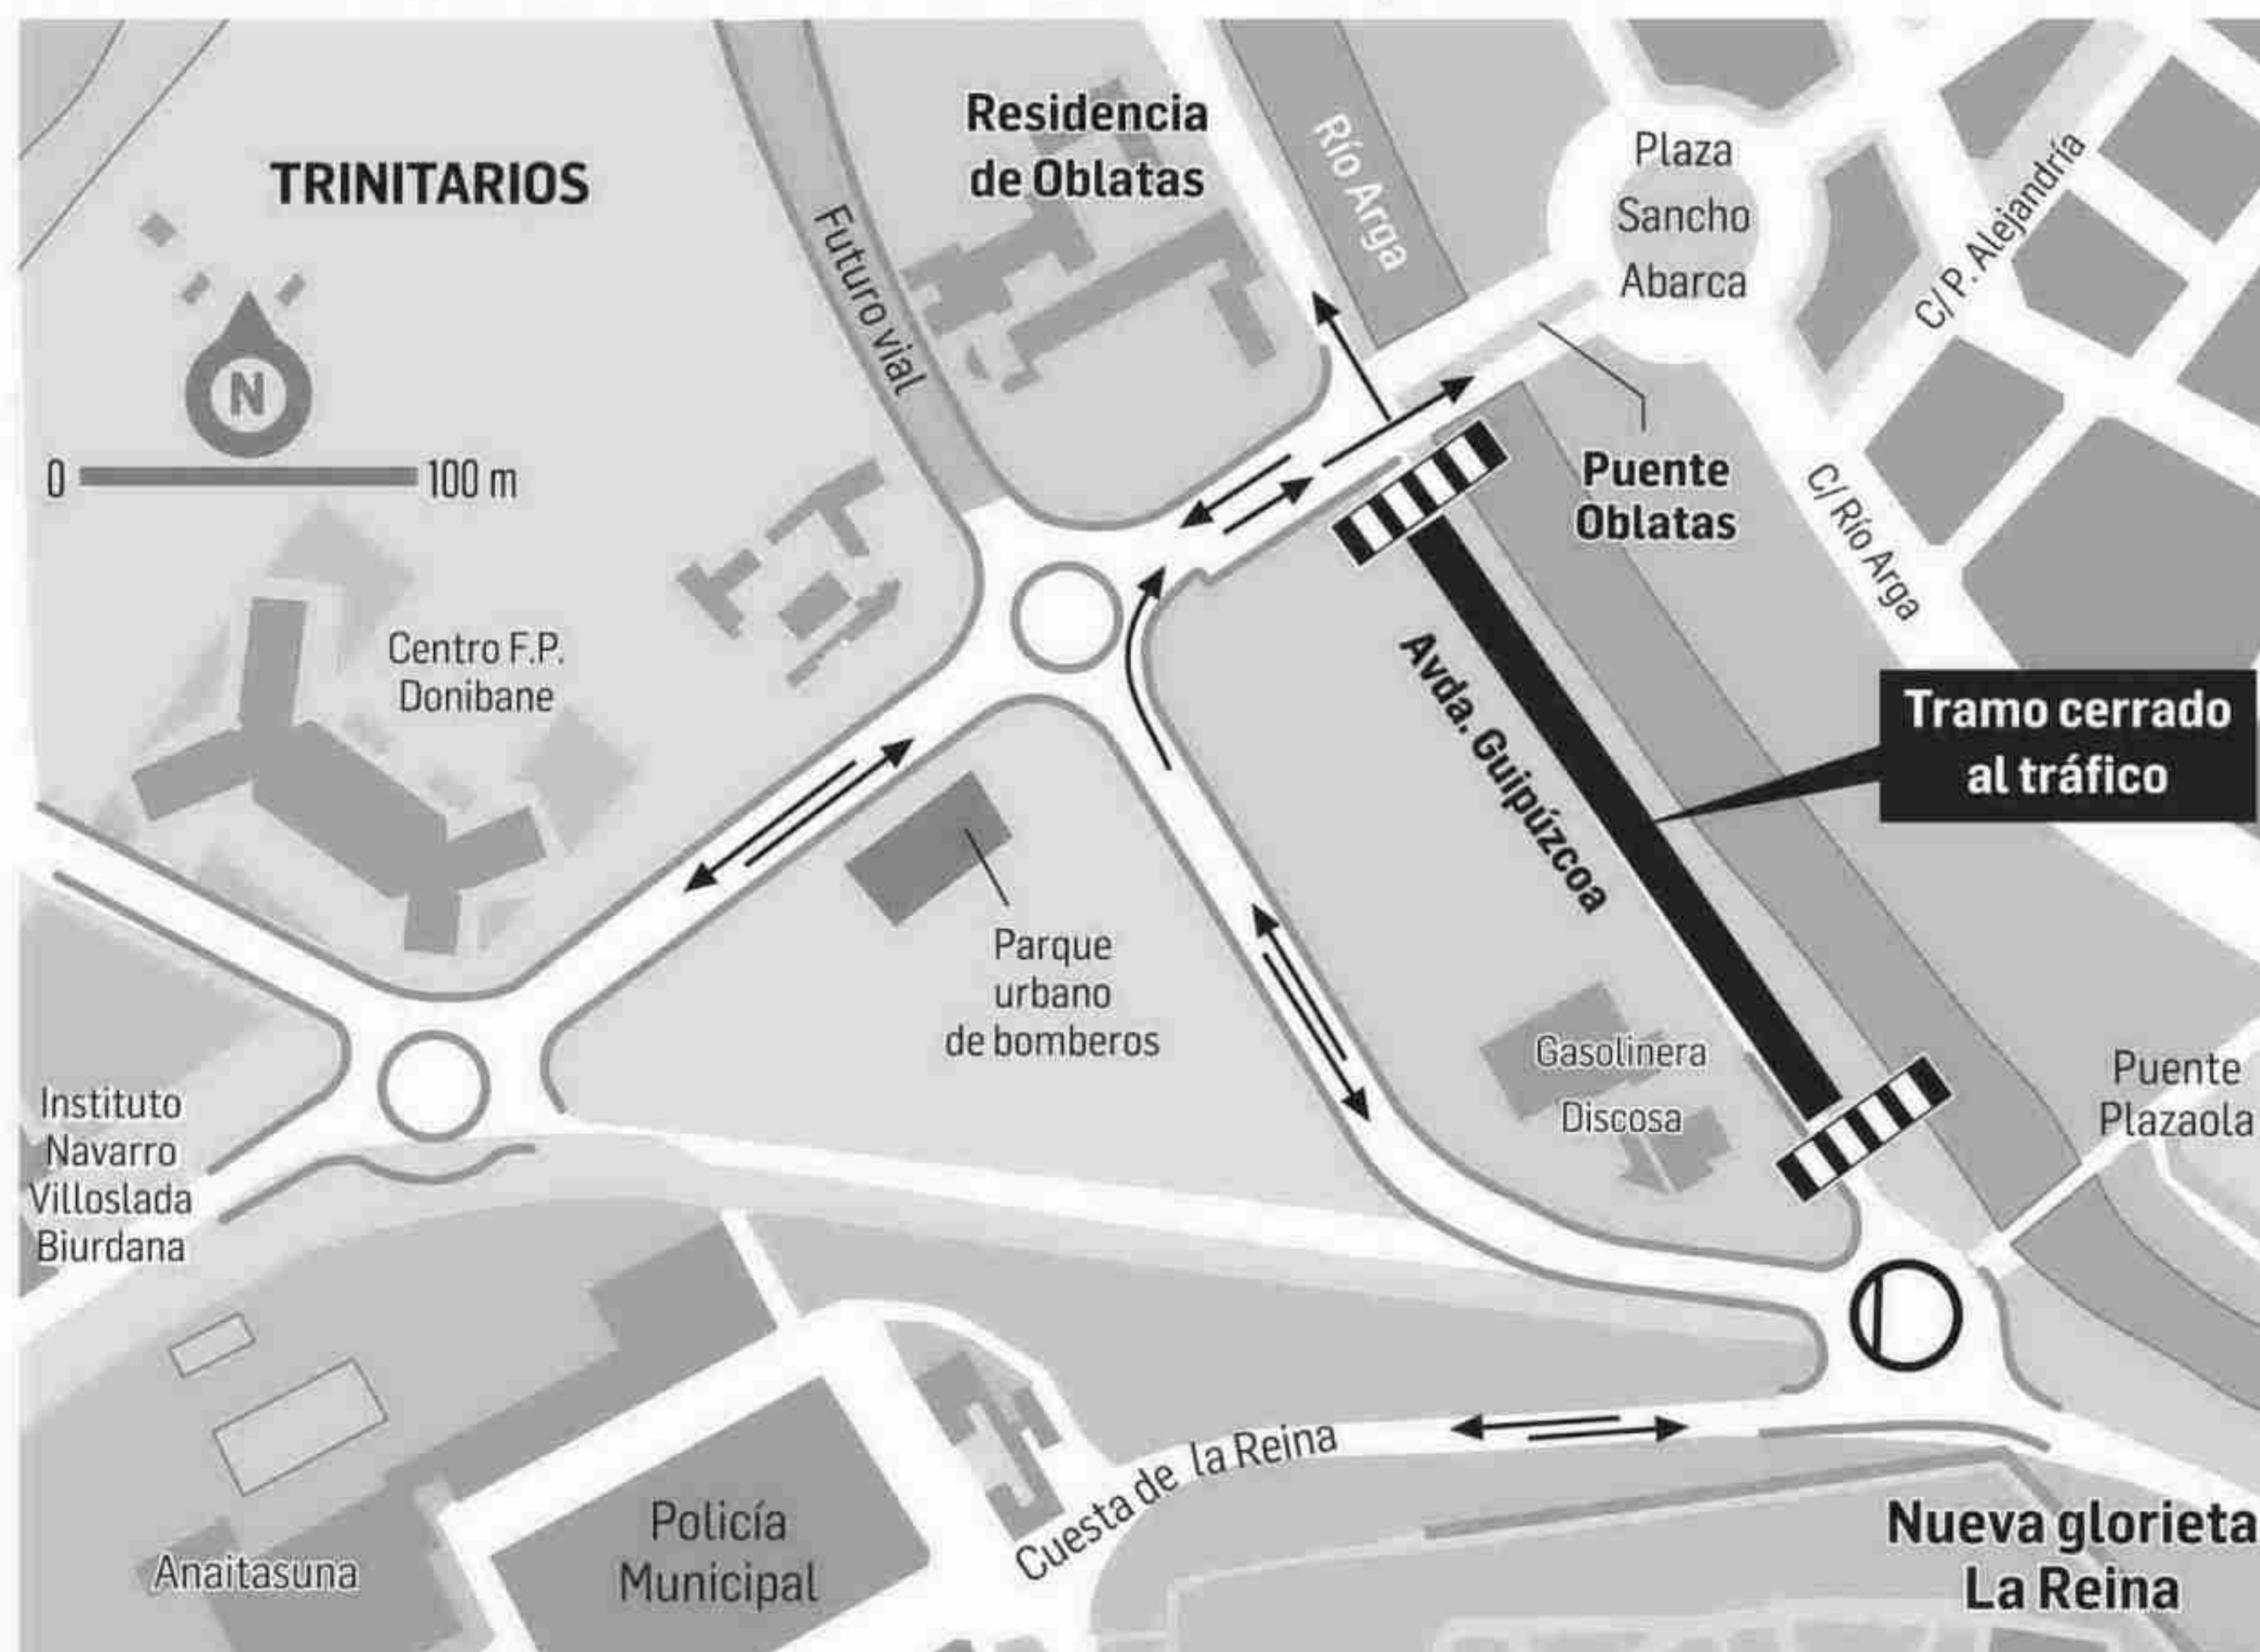 Residencia
de Oblatas
TRINITARIOS
Río Arga
Plaza
Sancho
Abarca
C/ P. Alejandría
Futuro vial
N
0
100 m
Puente
Oblatas
C/ Río Arga
Centro F.P.
Donibane
Avda. Guipúzcoa
Tramo cerrado
al tráfico
Parque
urbano
de bomberos
Gasolinera
Discosa
Puente
Plazaola
Instituto
Navarro
Villoslada
Biurdana
Cuesta de la Reina
Policía
Municipal
Anaitasuna
Nueva glorieta
La Reina